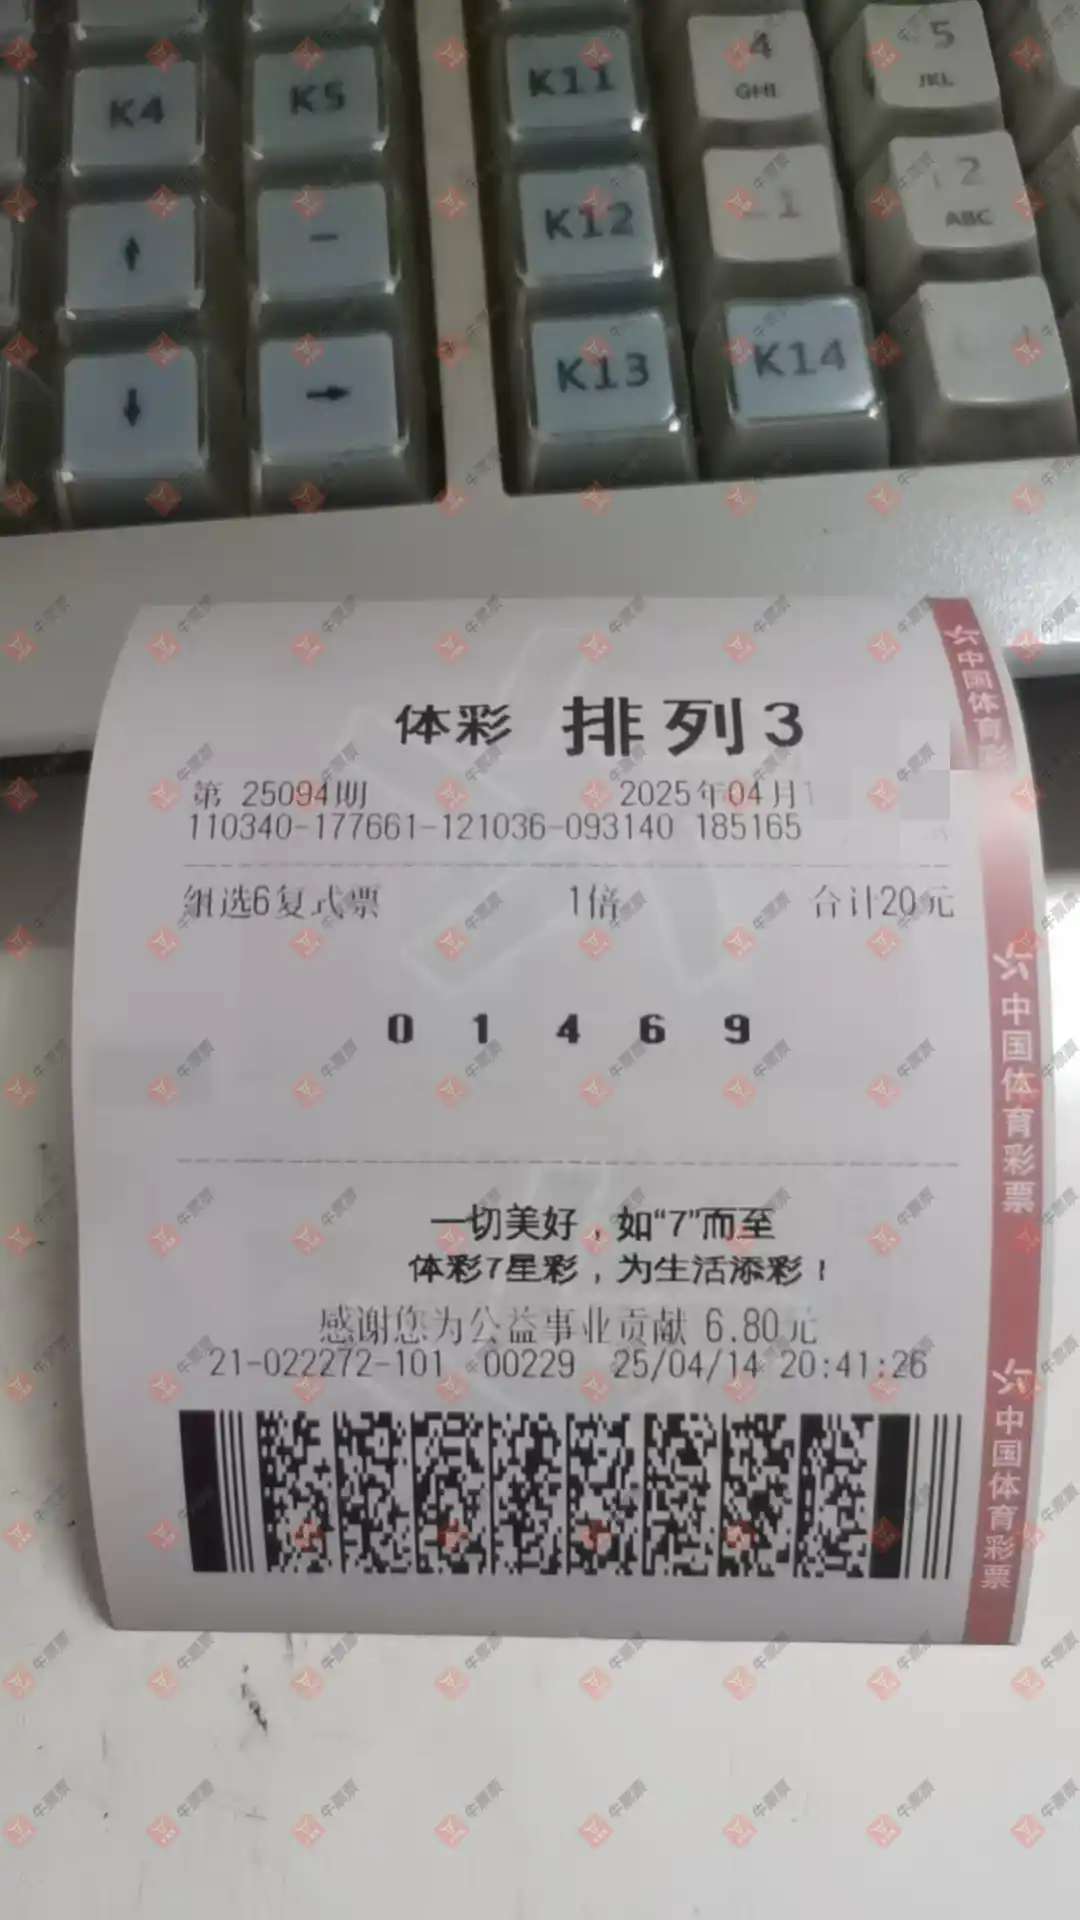 K4
K5
K11
4
GHI
5
JKL
↑
-
K12
1
2
ABC
↓
→
K13
K14
体彩 排列3
第 25094期 2025年04月1
110340-177661-121036-093140 185165
组选6复式票 1倍 合计20元
0 1 4 6 9
一切美好，如“7”而至
体彩7星彩，为生活添彩！
感谢您为公益事业贡献 6.80元
21-022272-101 00229 25/04/14 20:41:26
中国体育彩
中国体育彩票
中国体育彩票
牛票票